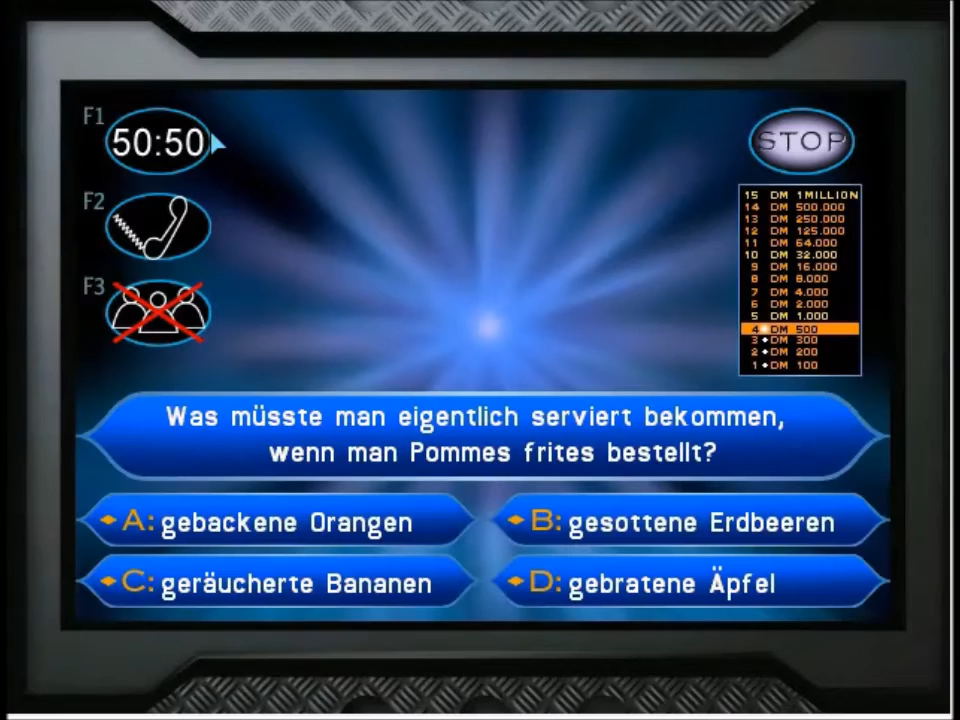 F1
50:50
STOP
F2
F3
15 DM 1MILLION
14 DM 500.000
13 DM 250.000
12 DM 125.000
11 DM 64.000
10 DM 32.000
9 DM 16.000
8 DM 8.000
7 DM 4.000
6 DM 2.000
5 DM 1.000
4 DM 500
3 DM 300
2 DM 200
1 DM 100
Was müsste man eigentlich serviert bekommen,
wenn man Pommes frites bestellt?
A: gebackene Orangen
B: gesottene Erdbeeren
C: geräucherte Bananen
D: gebratene Äpfel